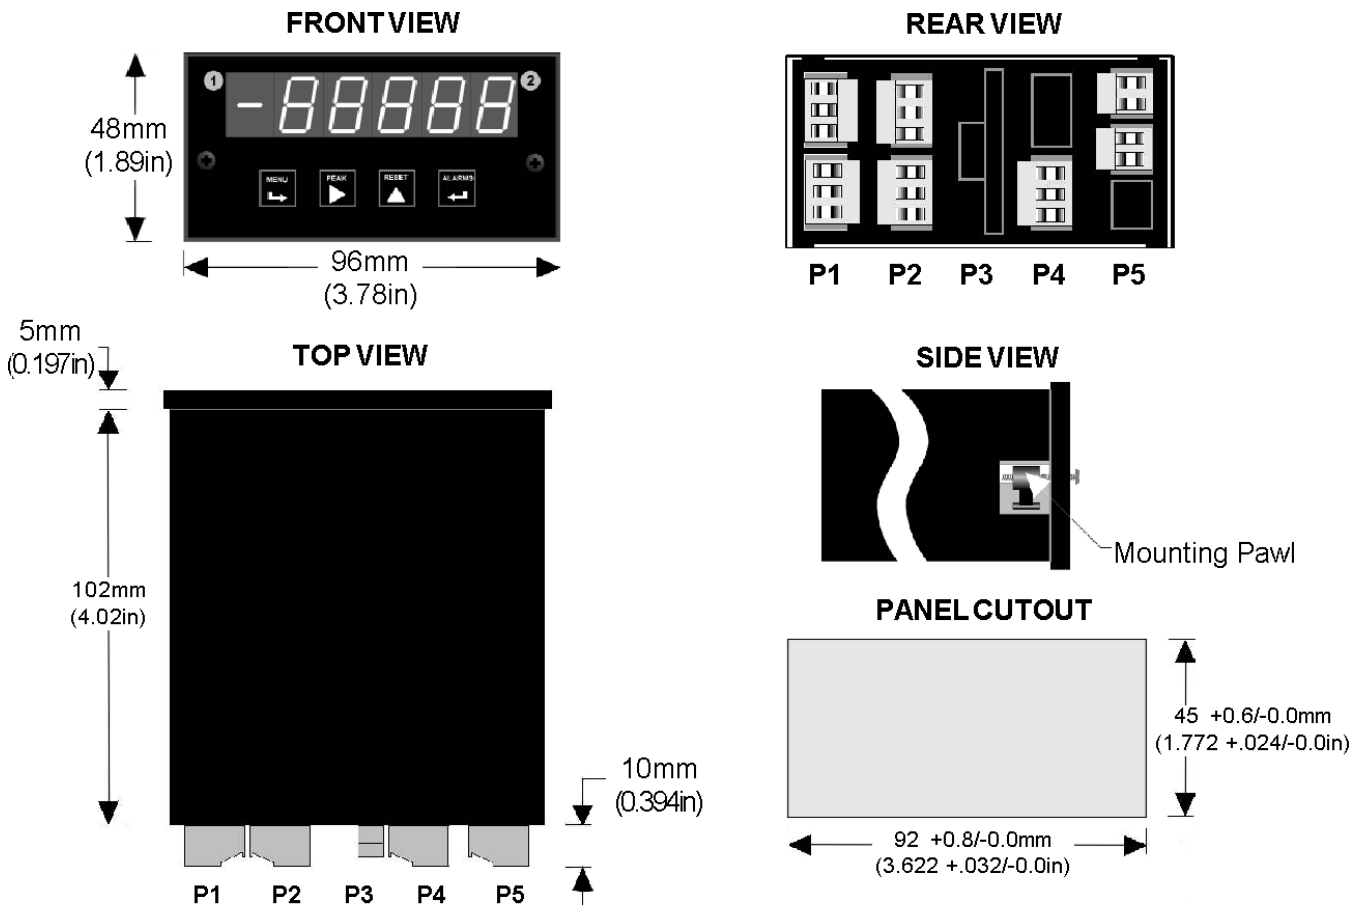 FRONT VIEW
1
2
-88888
MENU
PEAK
RESET
ALARMS
48mm
(1.89in)
96mm
(3.78in)
REAR VIEW
P1 P2 P3 P4 P5
5mm
(0.197in)
TOP VIEW
102mm
(4.02in)
10mm
(0.394in)
P1 P2 P3 P4 P5
SIDE VIEW
Mounting Pawl
PANEL CUTOUT
45 +0.6/-0.0mm
(1.772 +.024/-0.0in)
92 +0.8/-0.0mm
(3.622 +.032/-0.0in)